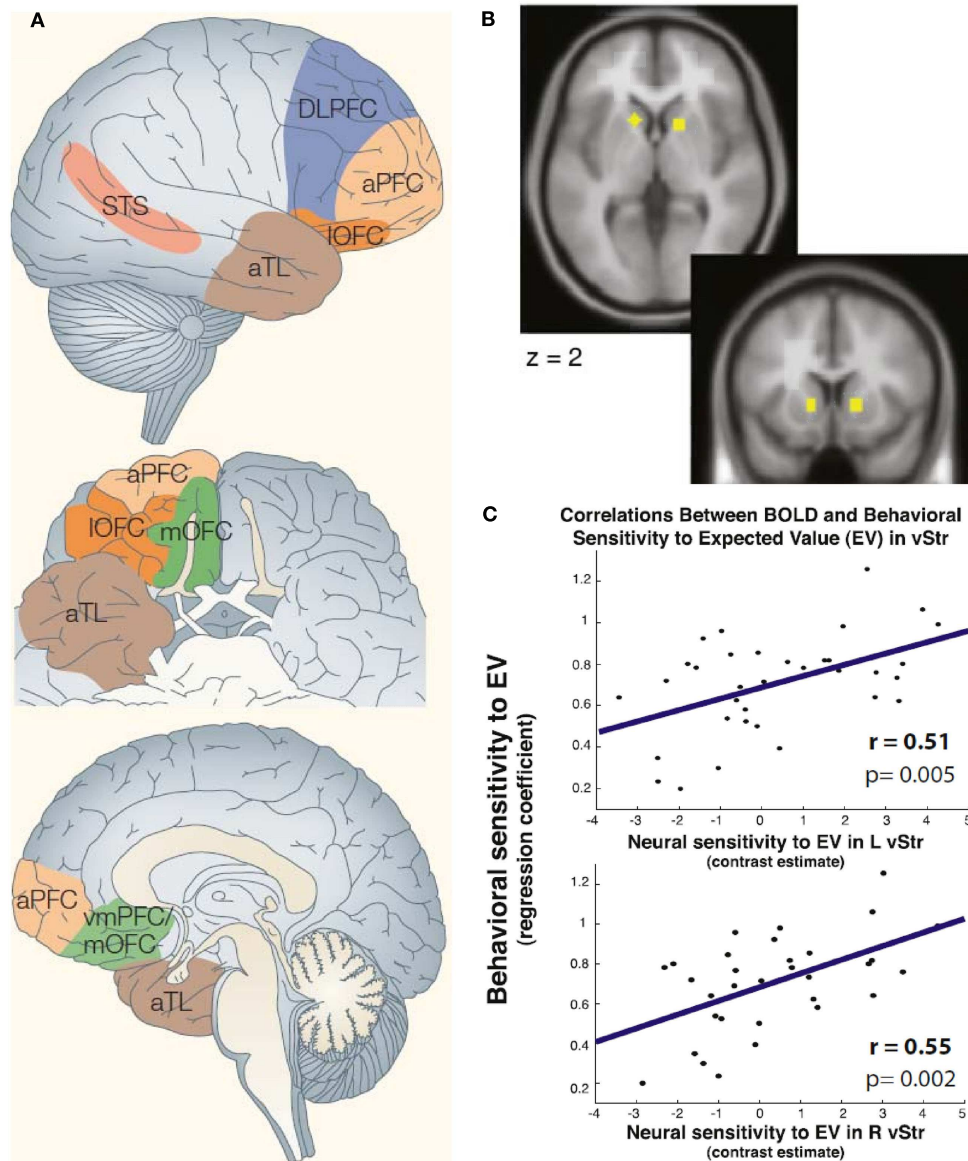 A
DLPFC
aPFC
STS
lOFC
aTL
aPFC
lOFC
mOFC
aTL
aPFC
vmPFC/
mOFC
aTL
B
z = 2
C
Correlations Between BOLD and Behavioral
Sensitivity to Expected Value (EV) in vStr
Behavioral sensitivity to EV
(regression coefficient)
1.2
1
0.8
0.6
0.4
0.2
r = 0.51
p= 0.005
-4 -3 -2 -1 0 1 2 3 4 5
Neural sensitivity to EV in L vStr
(contrast estimate)
1.2
1
0.8
0.6
0.4
0.2
r = 0.55
p= 0.002
-4 -3 -2 -1 0 1 2 3 4 5
Neural sensitivity to EV in R vStr
(contrast estimate)